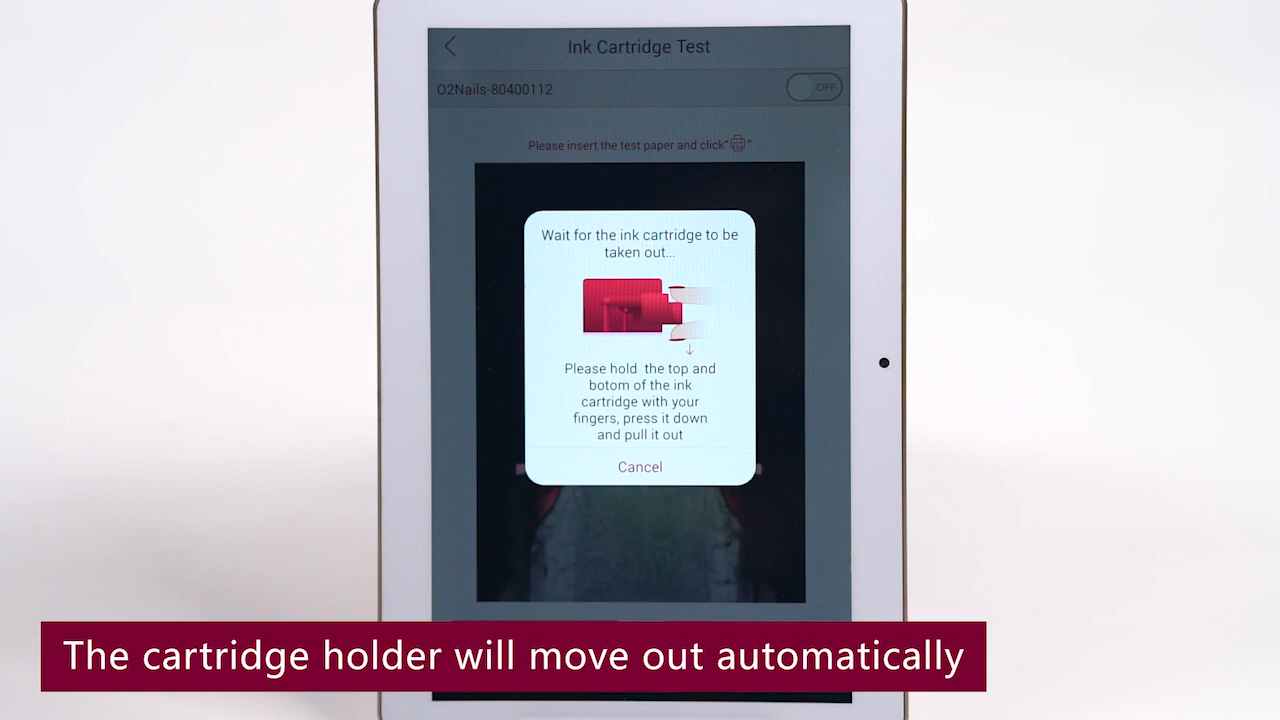 Ink Cartridge Test
O2Nails-80400112
OFF
Please insert the test paper and click" "
Wait for the ink cartridge to be
taken out...
Please hold the top and
botom of the ink
cartridge with your
fingers, press it down
and pull it out
Cancel
The cartridge holder will move out automatically